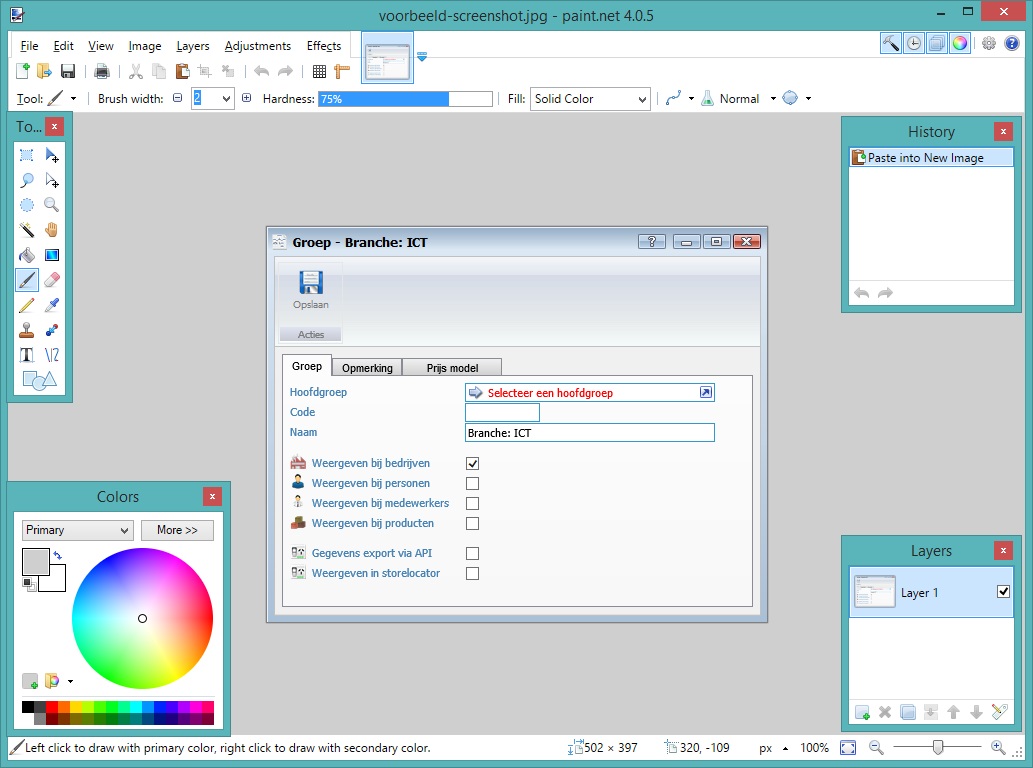 voorbeeld-screenshot.jpg - paint.net 4.0.5
File Edit View Image Layers Adjustments Effects
Tool: Brush width: 2 Hardness: 75% Fill: Solid Color Normal
To...
History
Paste into New Image
Groep - Branche: ICT
Opslaan
Acties
Groep Opmerking Prijs model
Hoofdgroep Selecteer een hoofdgroep
Code
Naam Branche: ICT
Weergeven bij bedrijven
Weergeven bij personen
Weergeven bij medewerkers
Weergeven bij producten
Gegevens export via API
Weergeven in storelocator
Colors
Primary More >>
Layers
Layer 1
Left click to draw with primary color, right click to draw with secondary color. 502 × 397 320, -109 px 100%